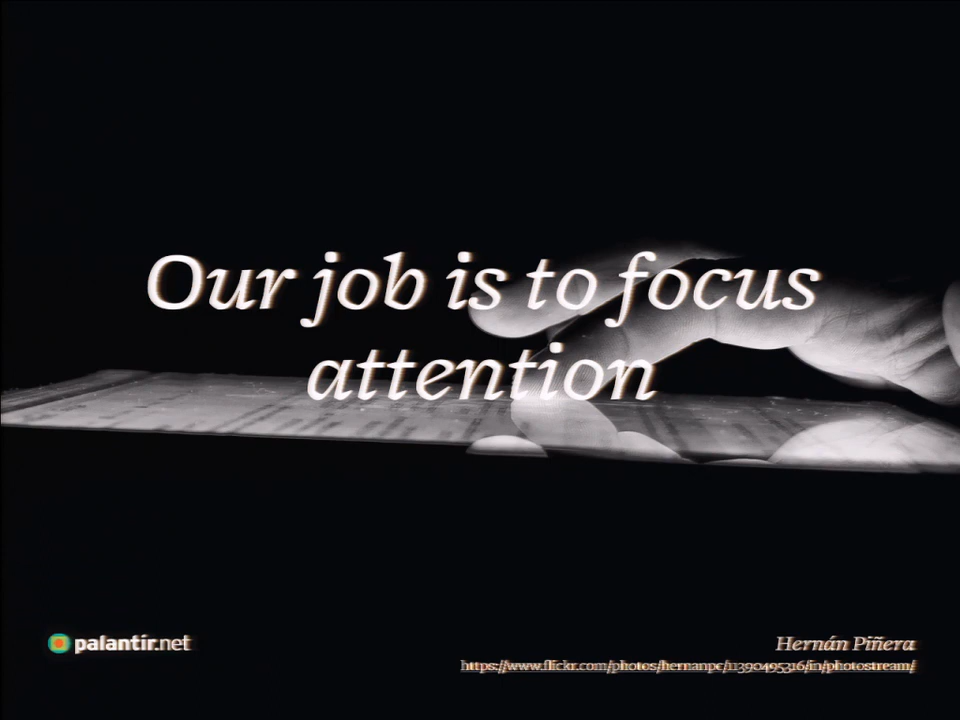 Our job is to focus
attention
palantir.net
Hernán Piñera
https://www.flickr.com/photos/hernanpc/11390495316/in/photostream/